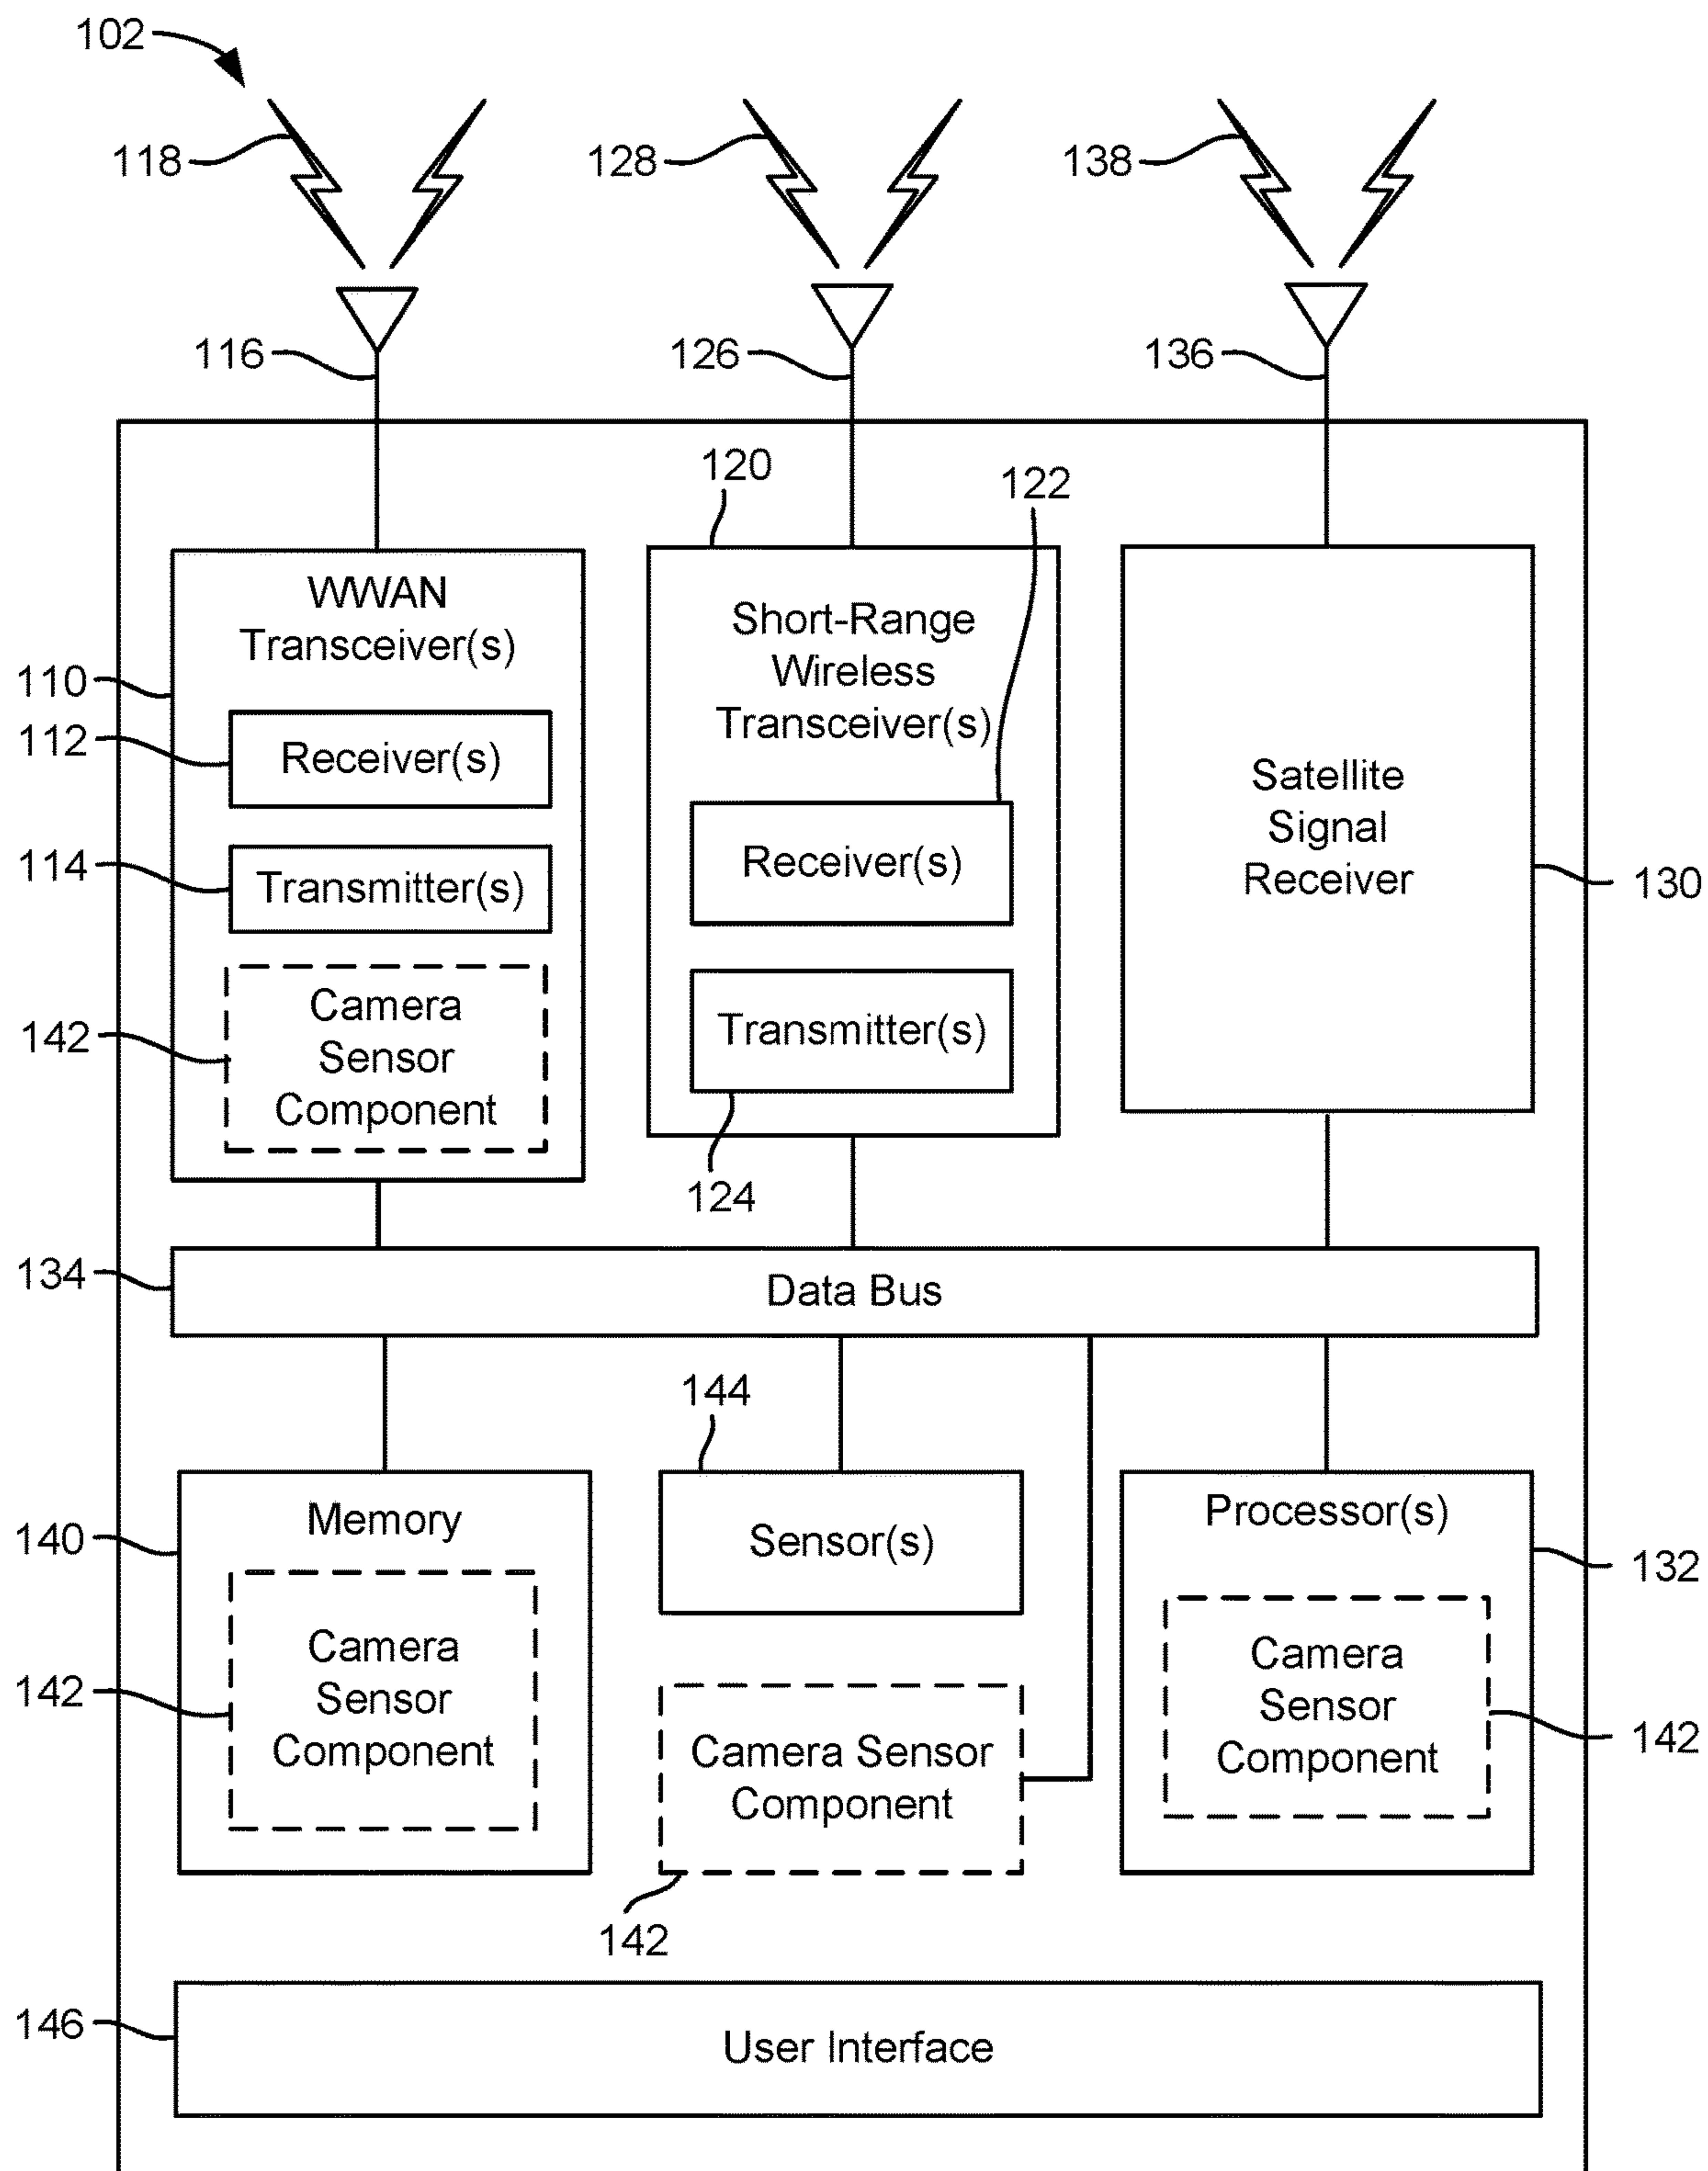 102
118
128
138
116
126
136
120
122
WWAN
Transceiver(s)
Short-Range
Wireless
Transceiver(s)
110
112
Receiver(s)
Satellite
Signal
Receiver
114
Transmitter(s)
Receiver(s)
130
142
Camera
Sensor
Component
Transmitter(s)
124
134
Data Bus
144
140
Memory
Sensor(s)
Processor(s)
132
142
Camera
Sensor
Component
Camera Sensor
Component
142
Camera
Sensor
Component
142
146
User Interface